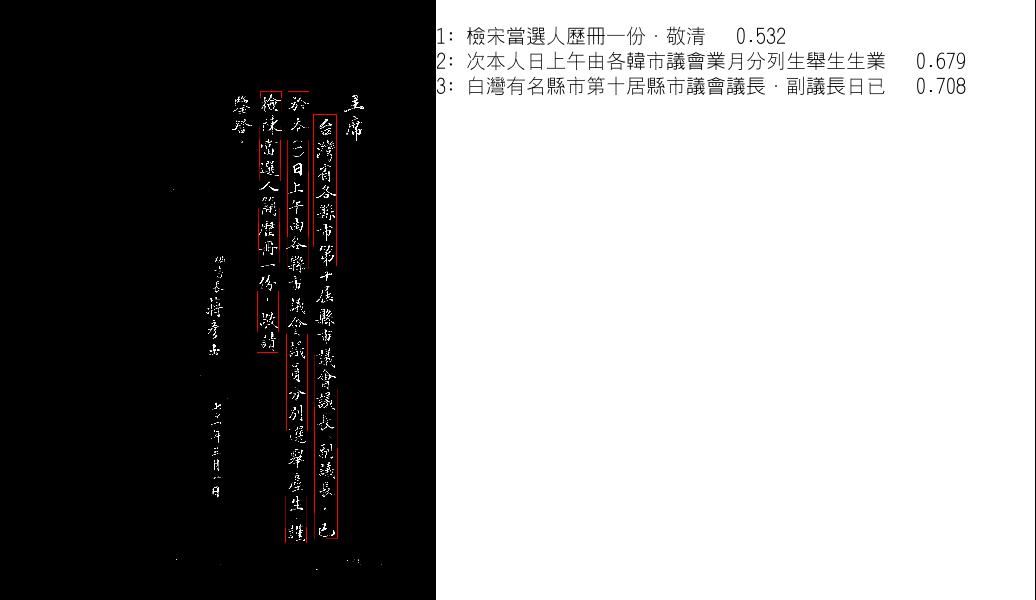 主席
台灣省各縣市第十屆縣市議會議長、副議長,已
於本(一)日上午由各縣市議會議員分別選舉產生,謹
檢陳當選人簡歷冊一份,敬請
鑒
秘書長 蔣彥士
年三月一日
1: 檢宋當選人歷冊一份·敬清 0.532
2: 次本人日上午由各韓市議會業月分列生舉生生業 0.679
3: 白灣有名縣市第十居縣市議會議長·副議長日已 0.708